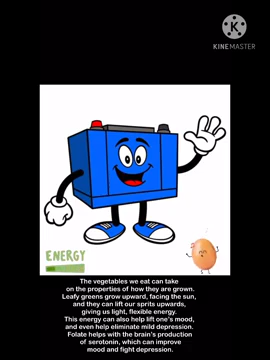 KINEMASTER
ENERGY
The vegetables we eat can take
on the properties of how they are grown.
Leafy greens grow upward, facing the sun,
and they can lift our sprits upwards,
giving us light, flexible energy.
This energy can also help lift one's mood,
and even help eliminate mild depression.
Folate helps with the brain's production
of serotonin, which can improve
mood and fight depression.